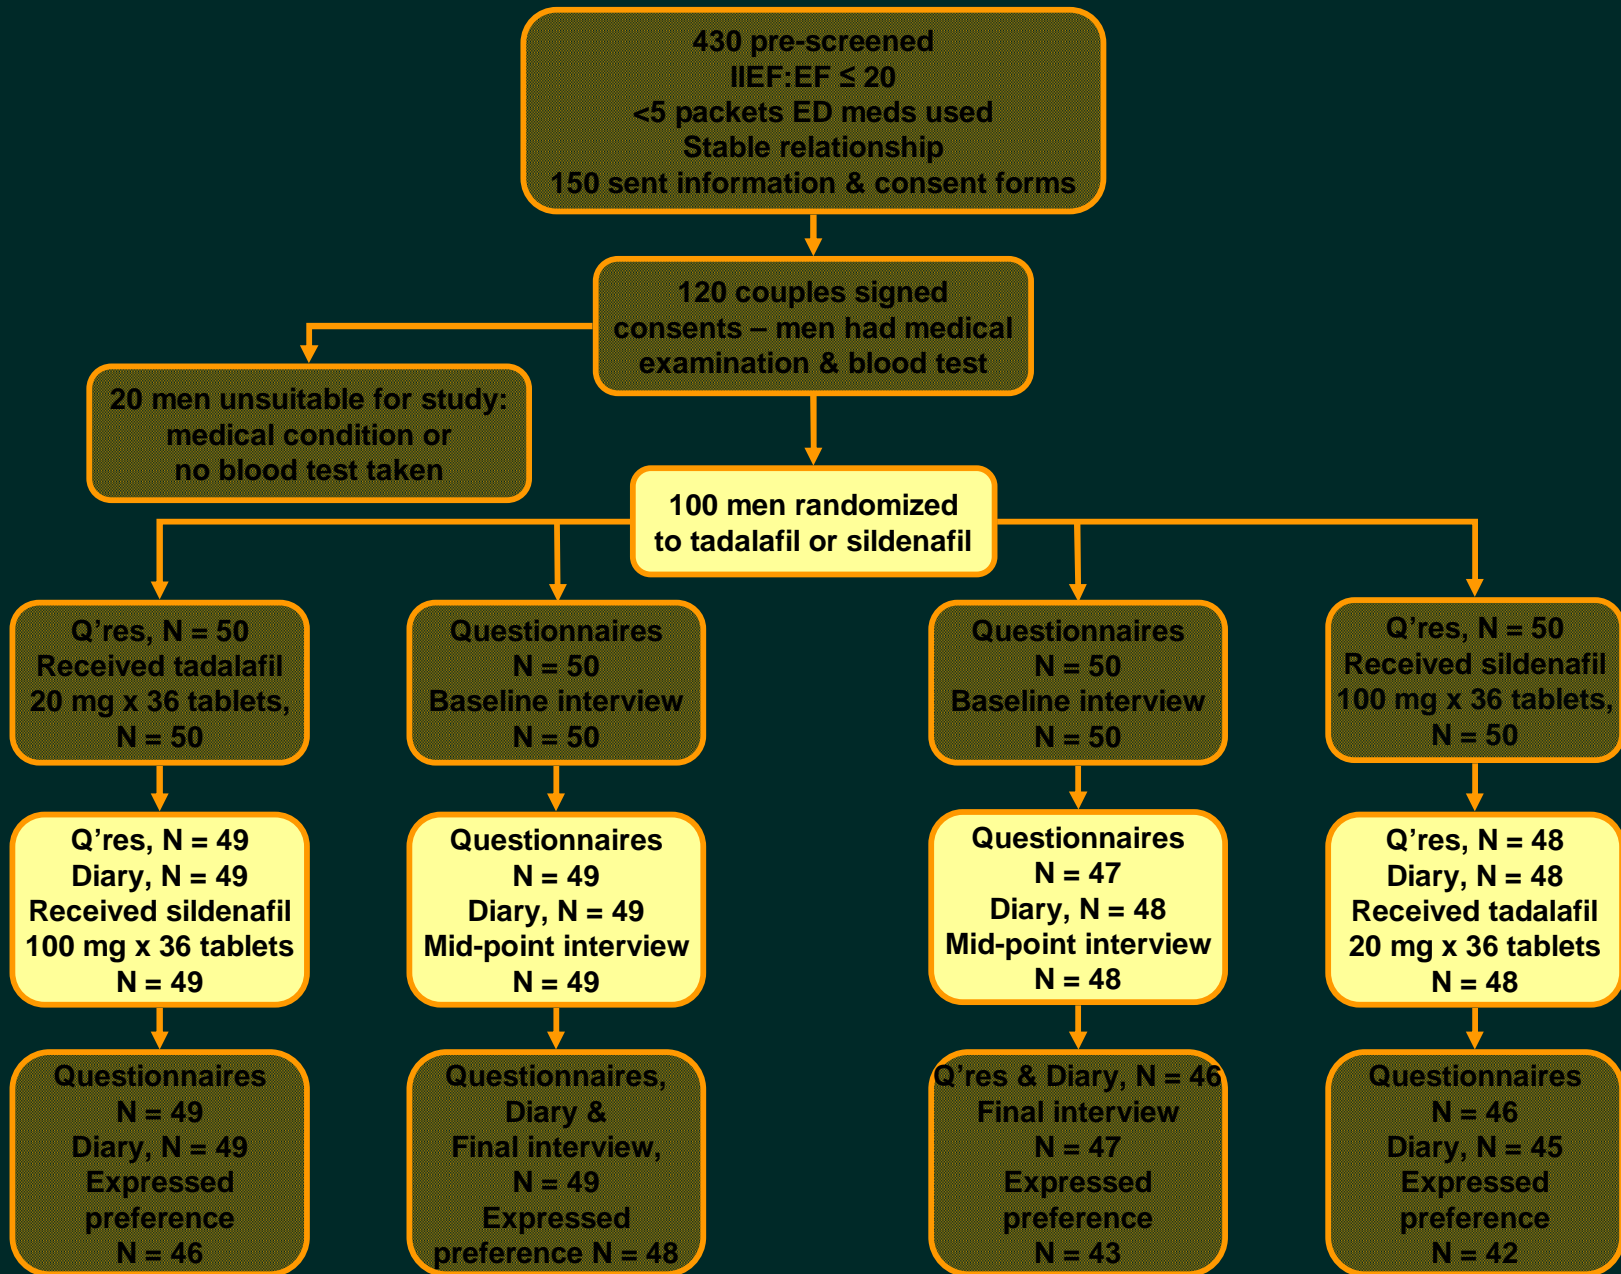 430 pre-screened
IIEF:EF ≤ 20
<5 packets ED meds used
Stable relationship
150 sent information & consent forms
120 couples signed
consents – men had medical
examination & blood test
20 men unsuitable for study:
medical condition or
no blood test taken
100 men randomized
to tadalafil or sildenafil
Q’res, N = 50
Received tadalafil
20 mg x 36 tablets,
N = 50
Questionnaires
N = 50
Baseline interview
N = 50
Questionnaires
N = 50
Baseline interview
N = 50
Q’res, N = 50
Received sildenafil
100 mg x 36 tablets,
N = 50
Q’res, N = 49
Diary, N = 49
Received sildenafil
100 mg x 36 tablets
N = 49
Questionnaires
N = 49
Diary, N = 49
Mid-point interview
N = 49
Questionnaires
N = 47
Diary, N = 48
Mid-point interview
N = 48
Q’res, N = 48
Diary, N = 48
Received tadalafil
20 mg x 36 tablets
N = 48
Questionnaires
N = 49
Diary, N = 49
Expressed
preference
N = 46
Questionnaires,
Diary &
Final interview,
N = 49
Expressed
preference N = 48
Q’res & Diary, N = 46
Final interview
N = 47
Expressed
preference
N = 43
Questionnaires
N = 46
Diary, N = 45
Expressed
preference
N = 42